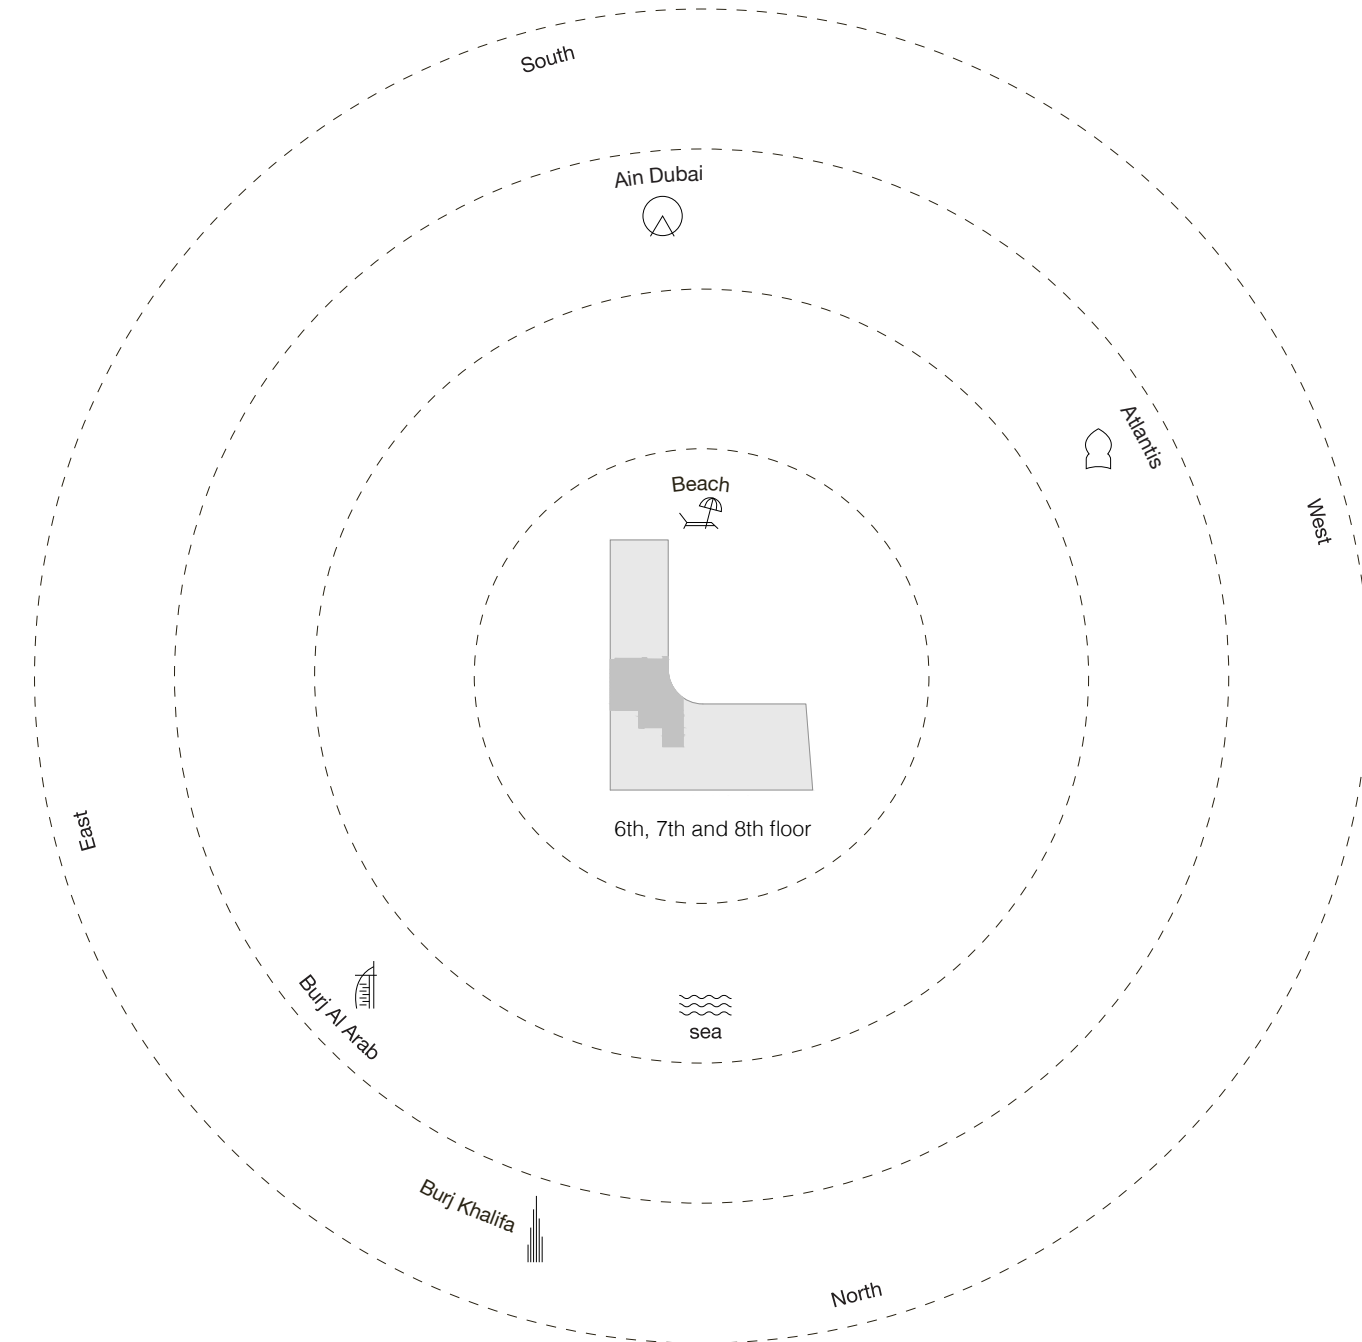 South
Ain Dubai
Atlantis
Beach
West
East
6th, 7th and 8th floor
Burj Al Arab
sea
Burj Khalifa
North